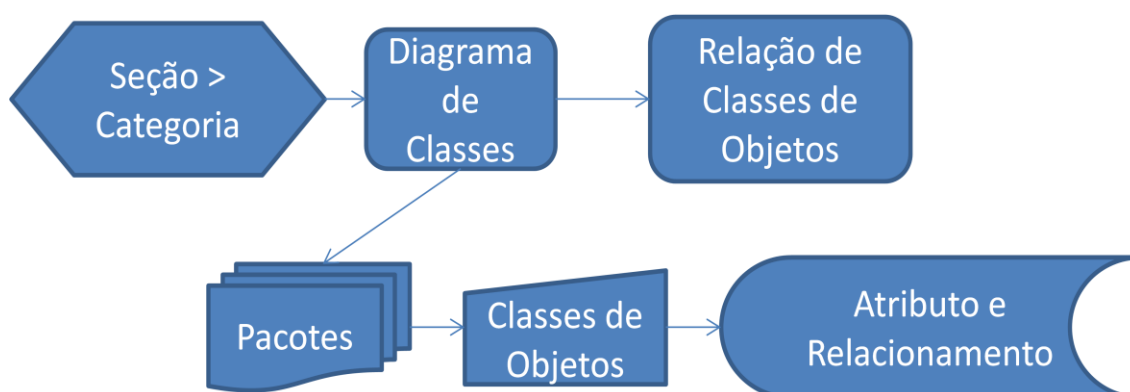 Seção >
Categoria
Diagrama
de
Classes
Relação de
Classes de
Objetos
Pacotes
Classes de
Objetos
Atributo e
Relacionamento